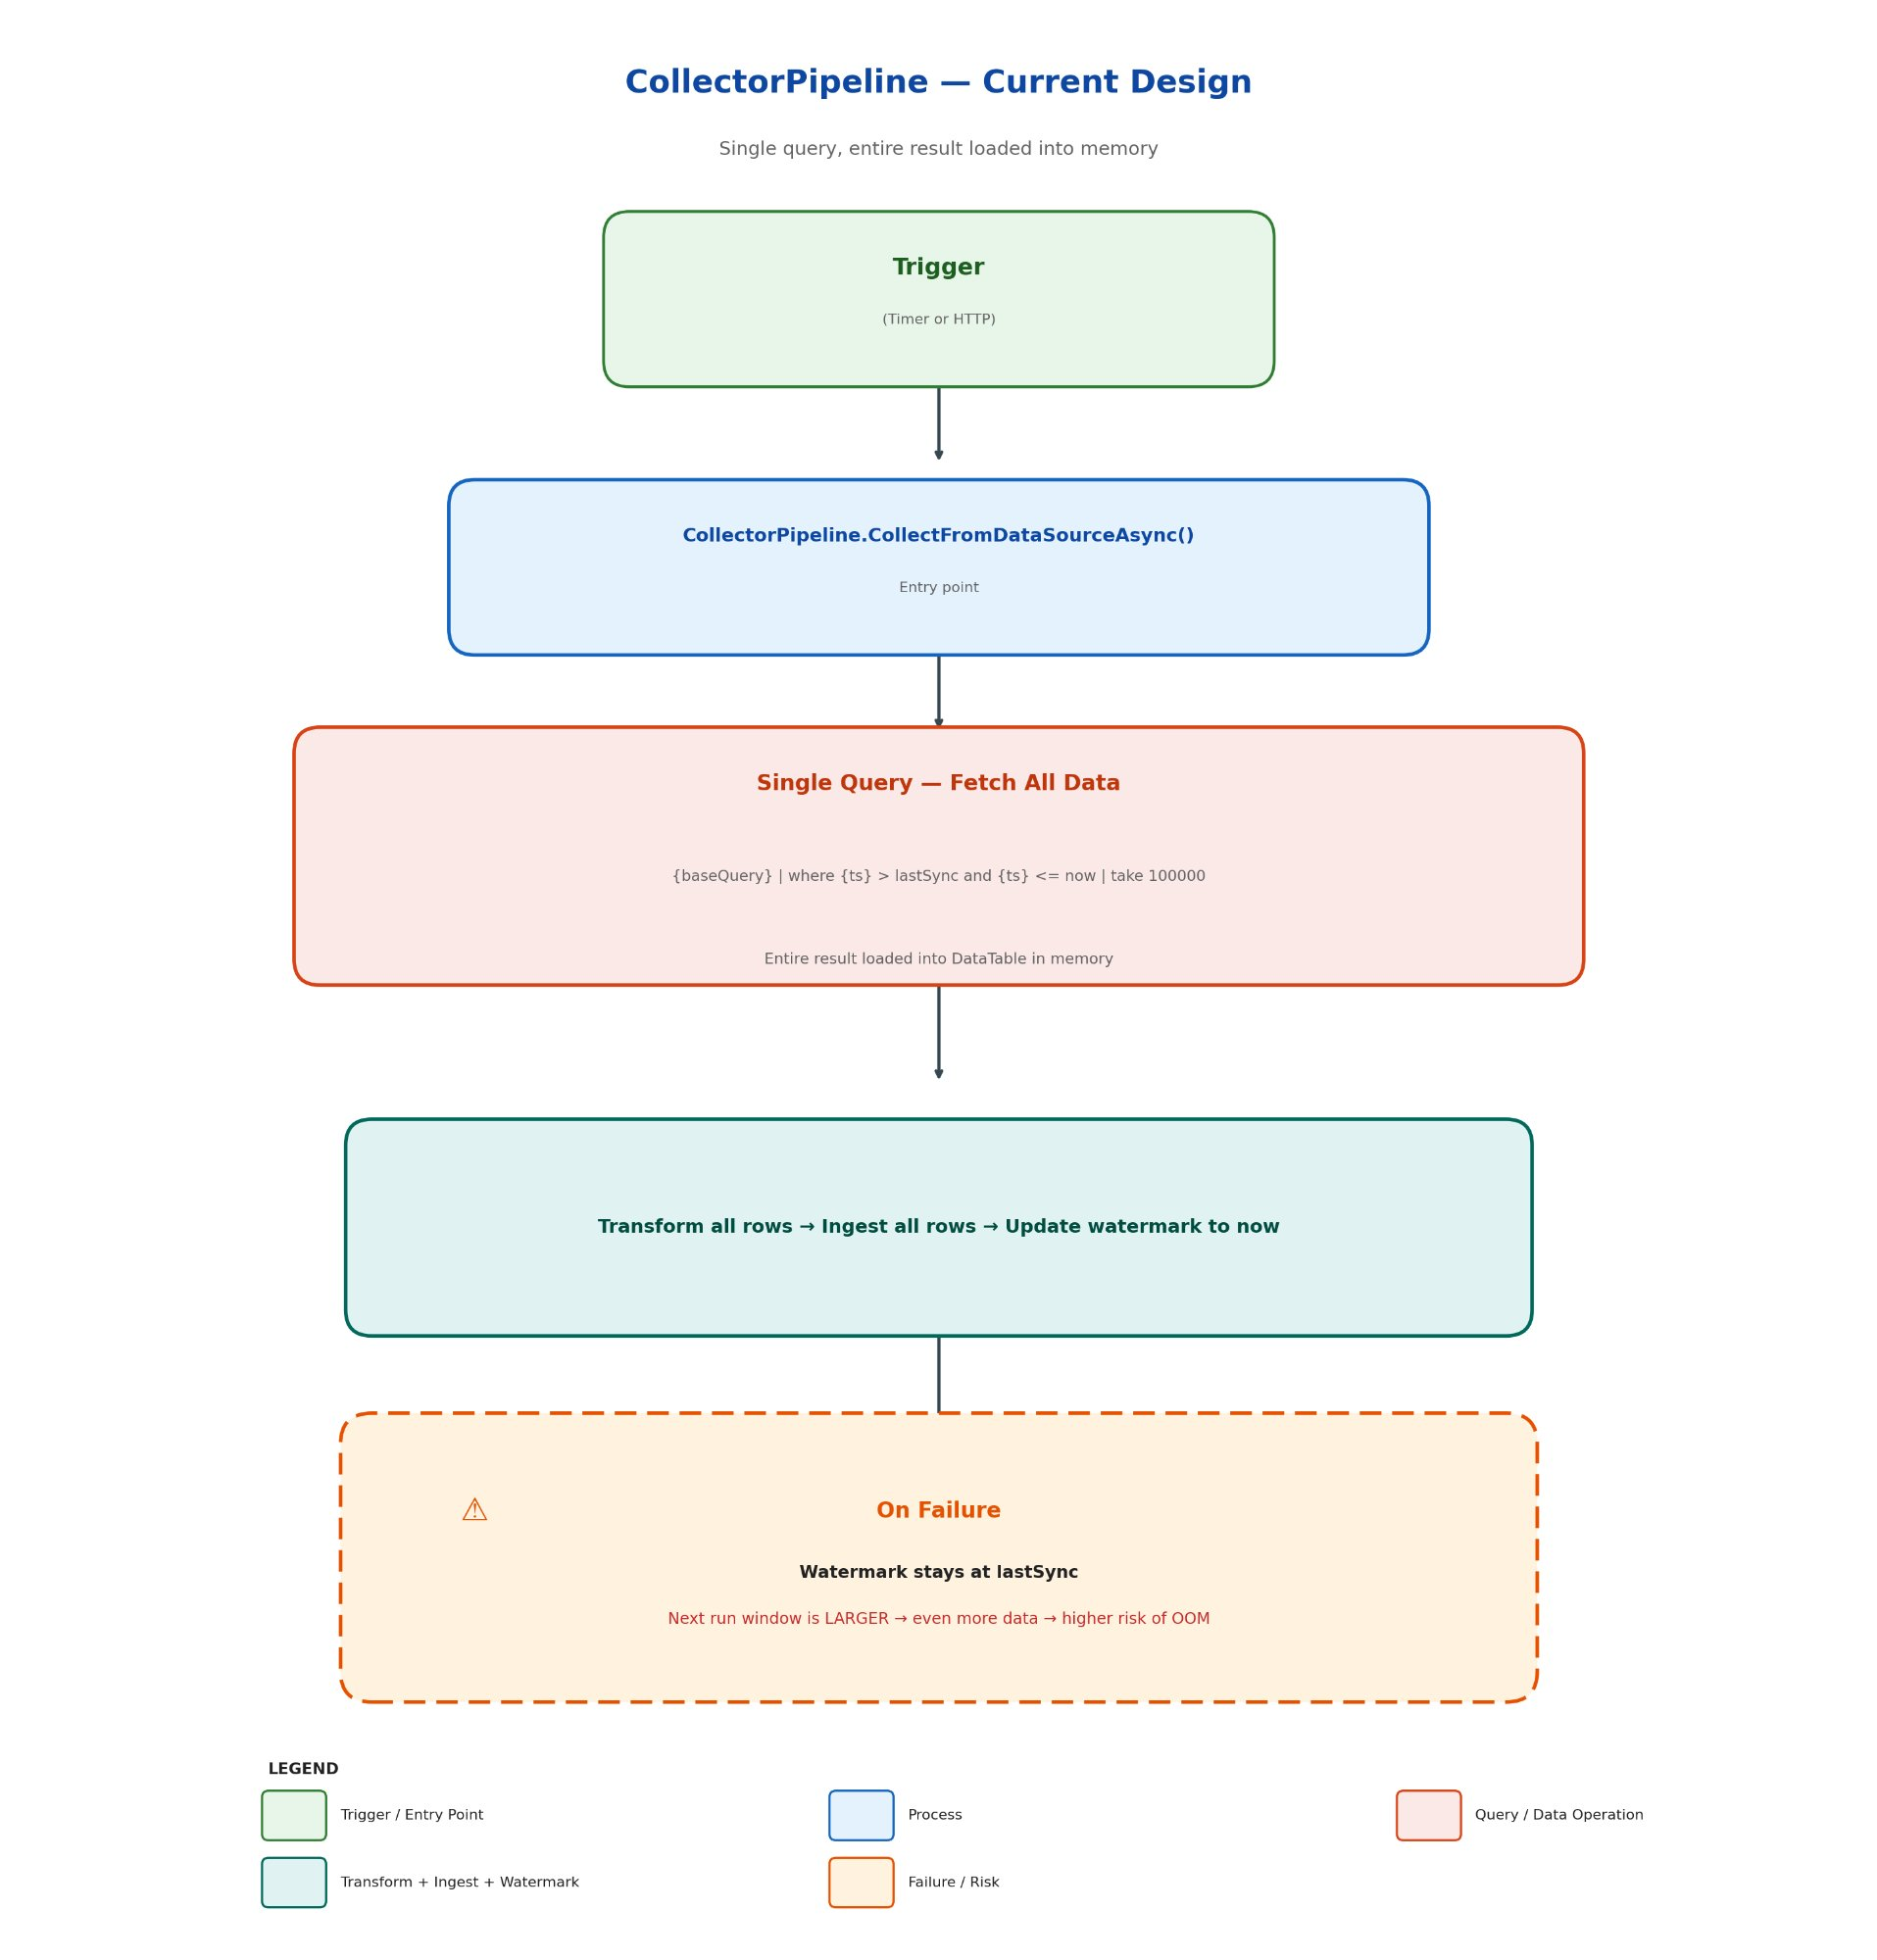 CollectorPipeline — Current Design
Single query, entire result loaded into memory
Trigger
(Timer or HTTP)
CollectorPipeline.CollectFromDataSourceAsync()
Entry point
Single Query — Fetch All Data
{baseQuery} | where {ts} > lastSync and {ts} <= now | take 100000
Entire result loaded into DataTable in memory
Transform all rows → Ingest all rows → Update watermark to now
⚠ On Failure
Watermark stays at lastSync
Next run window is LARGER → even more data → higher risk of OOM
LEGEND
Trigger / Entry Point
Process
Query / Data Operation
Transform + Ingest + Watermark
Failure / Risk